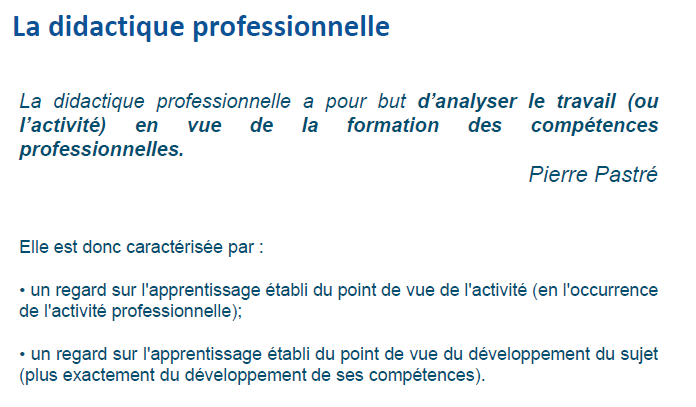 La didactique professionnelle
La didactique professionnelle a pour but d’analyser le travail (ou
l’activité) en vue de la formation des compétences
professionnelles.
Pierre Pastré
Elle est donc caractérisée par :
• un regard sur l'apprentissage établi du point de vue de l'activité (en l'occurrence
de l'activité professionnelle);
• un regard sur l'apprentissage établi du point de vue du développement du sujet
(plus exactement du développement de ses compétences).